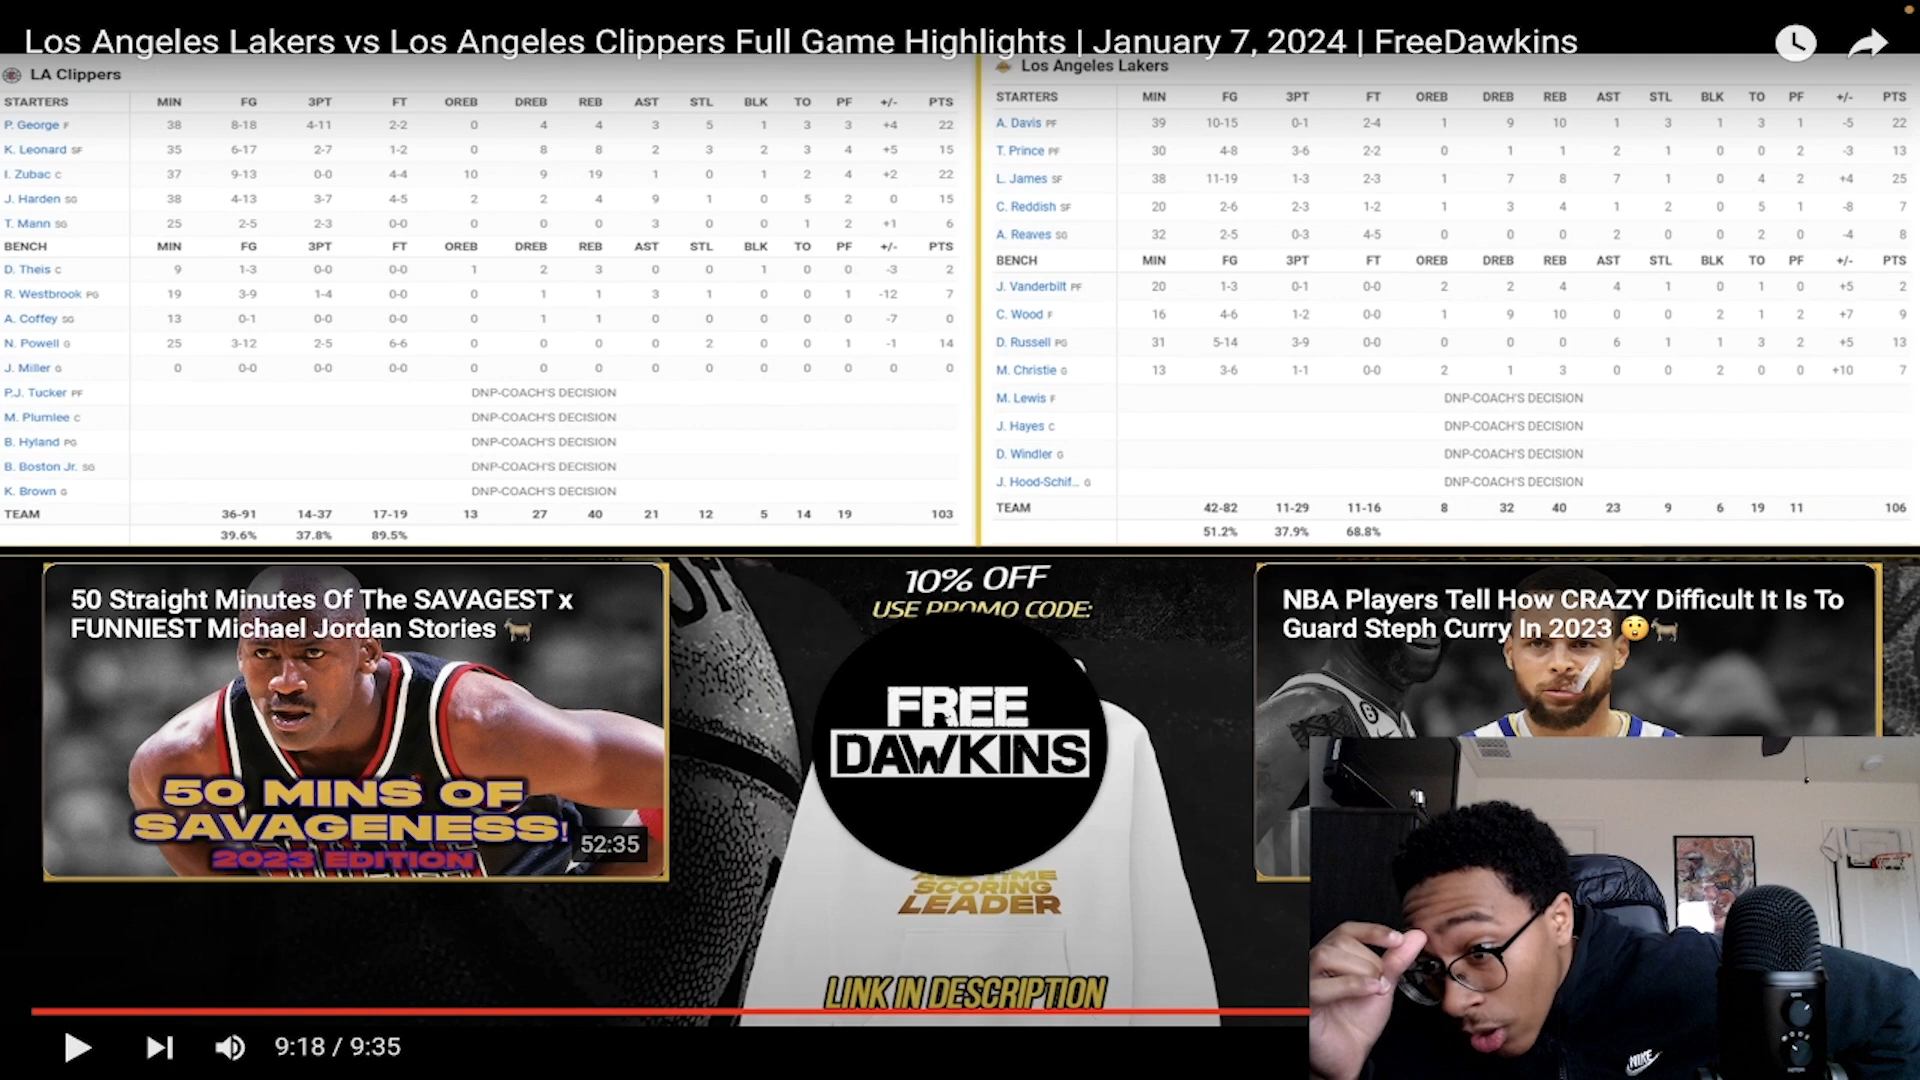 Los Angeles Lakers vs Los Angeles Clippers Full Game Highlights | January 7, 2024 | FreeDawkins
LA Clippers
STARTERS MIN FG 3PT FT OREB DREB REB AST STL BLK TO PF +/- PTS
P. George F 38 8-18 4-11 2-2 0 4 4 3 5 1 3 3 +4 22
K. Leonard SF 35 6-17 2-7 1-2 0 8 8 2 3 2 3 4 +5 15
I. Zubac C 37 9-13 0-0 4-4 10 9 19 1 0 1 2 4 +2 22
J. Harden SG 38 4-13 3-7 4-5 2 2 4 9 1 0 5 2 0 15
T. Mann SG 25 2-5 2-3 0-0 0 0 0 3 0 0 1 2 +1 6
BENCH MIN FG 3PT FT OREB DREB REB AST STL BLK TO PF +/- PTS
D. Theis C 9 1-3 0-0 0-0 1 2 3 0 0 1 0 0 -3 2
R. Westbrook PG 19 3-9 1-4 0-0 0 1 1 3 1 0 0 1 -12 7
A. Coffey SG 13 0-1 0-0 0-0 0 1 1 0 0 0 0 0 -7 0
N. Powell G 25 3-12 2-5 6-6 0 0 0 0 2 0 0 1 -1 14
J. Miller G 0 0-0 0-0 0-0 0 0 0 0 0 0 0 0 0 0
P.J. Tucker PF DNP-COACH'S DECISION
M. Plumlee C DNP-COACH'S DECISION
B. Hyland PG DNP-COACH'S DECISION
B. Boston Jr. SG DNP-COACH'S DECISION
K. Brown G DNP-COACH'S DECISION
TEAM 36-91 14-37 17-19 13 27 40 21 12 5 14 19 103
39.6% 37.8% 89.5%
Los Angeles Lakers
STARTERS MIN FG 3PT FT OREB DREB REB AST STL BLK TO PF +/- PTS
A. Davis PF 39 10-15 0-1 2-4 1 9 10 1 3 1 3 1 -5 22
T. Prince PF 30 4-8 3-6 2-2 0 1 1 2 1 0 0 2 -3 13
L. James SF 38 11-19 1-3 2-3 1 7 8 7 1 0 4 2 +4 25
C. Reddish SF 20 2-6 2-3 1-2 1 3 4 1 2 0 5 1 -8 7
A. Reaves SG 32 2-5 0-3 4-5 0 0 0 2 0 0 2 0 -4 8
BENCH MIN FG 3PT FT OREB DREB REB AST STL BLK TO PF +/- PTS
J. Vanderbilt PF 20 1-3 0-1 0-0 2 2 4 4 1 0 1 0 +5 2
C. Wood F 16 4-6 1-2 0-0 1 9 10 0 0 2 1 2 +7 9
D. Russell PG 31 5-14 3-9 0-0 0 0 0 6 1 1 3 2 +5 13
M. Christie G 13 3-6 1-1 0-0 2 1 3 0 0 2 0 0 +10 7
M. Lewis F DNP-COACH'S DECISION
J. Hayes C DNP-COACH'S DECISION
D. Windler G DNP-COACH'S DECISION
J. Hood-Schif... G DNP-COACH'S DECISION
TEAM 42-82 11-29 11-16 8 32 40 23 9 6 19 11 106
51.2% 37.9% 68.8%
50 Straight Minutes Of The SAVAGEST x
FUNNIEST Michael Jordan Stories 🐐
50 MINS OF
SAVAGENESS!
2023 EDITION
52:35
10% OFF
USE PROMO CODE:
FREE
DAWKINS
ALL TIME
SCORING
LEADER
LINK IN DESCRIPTION
NBA Players Tell How CRAZY Difficult It Is To
Guard Steph Curry In 2023 😲🐐
9:18 / 9:35
NIKE